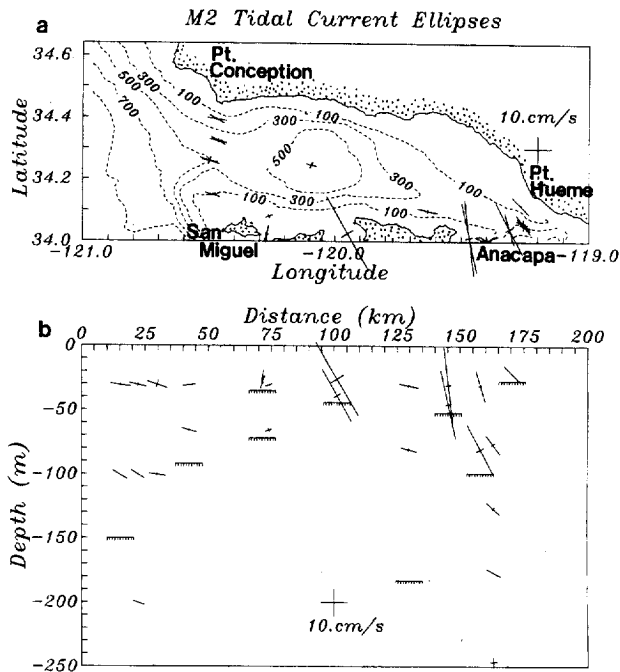 M2 Tidal Current Ellipses
a
34.6
34.4
34.2
34.0
Latitude
Pt.
Conception
300
500
700
100
300
100
10.cm/s
500
Pt.
Hueme
100
100
300
300
100
San
Miguel
Anacapa
-121.0
-120.0
-119.0
Longitude
b
Distance (km)
0 25 50 75 100 125 150 175 200
0
-50
-100
-150
-200
-250
Depth (m)
10.cm/s